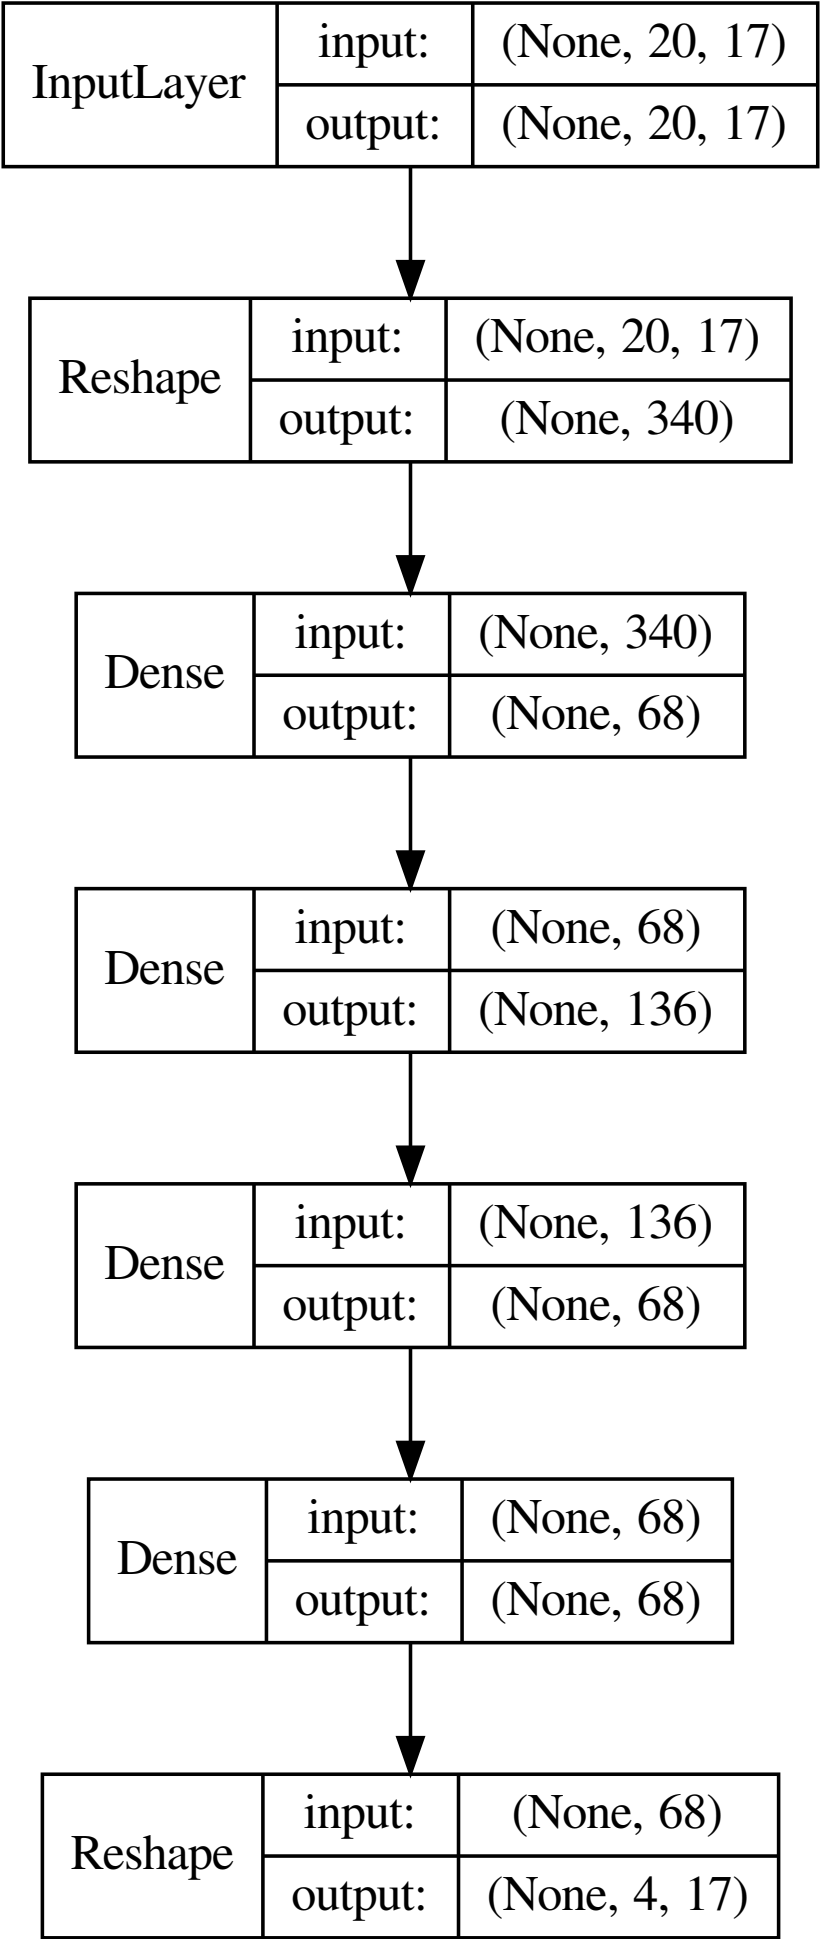 InputLayer
input: (None, 20, 17)
output: (None, 20, 17)
Reshape
input: (None, 20, 17)
output: (None, 340)
Dense
input: (None, 340)
output: (None, 68)
Dense
input: (None, 68)
output: (None, 136)
Dense
input: (None, 136)
output: (None, 68)
Dense
input: (None, 68)
output: (None, 68)
Reshape
input: (None, 68)
output: (None, 4, 17)